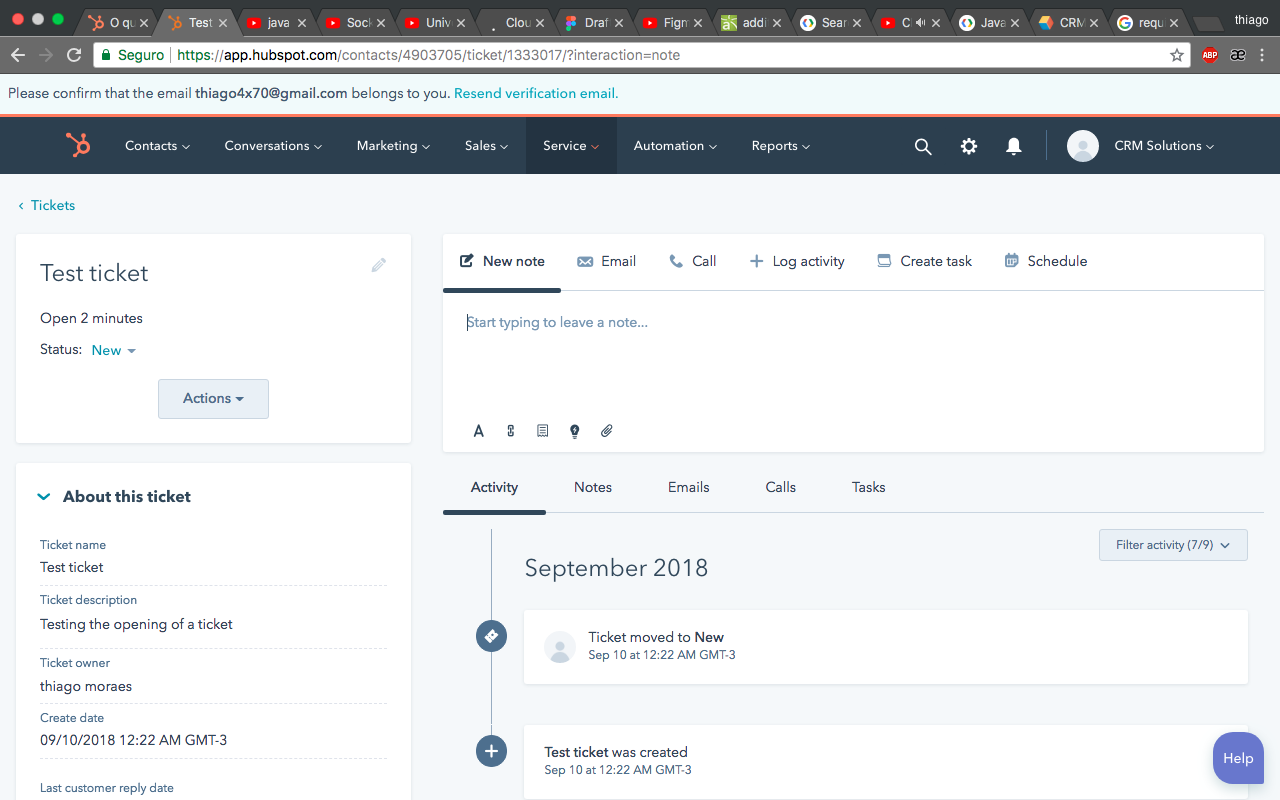 O qu
Test
java
Sock
Univ
Clou
Draf
Figm
addi
Sear
Cl
Java
CRM
requ
thiago
Seguro https://app.hubspot.com/contacts/4903705/ticket/1333017/?interaction=note
ABP
æ
Please confirm that the email thiago4x70@gmail.com belongs to you. Resend verification email.
Contacts Conversations Marketing Sales Service Automation Reports CRM Solutions
Tickets
Test ticket
Open 2 minutes
Status: New
Actions
New note Email Call Log activity Create task Schedule
Start typing to leave a note...
A
Activity Notes Emails Calls Tasks
Filter activity (7/9)
September 2018
Ticket moved to New
Sep 10 at 12:22 AM GMT-3
Test ticket was created
Sep 10 at 12:22 AM GMT-3
About this ticket
Ticket name
Test ticket
Ticket description
Testing the opening of a ticket
Ticket owner
thiago moraes
Create date
09/10/2018 12:22 AM GMT-3
Last customer reply date
Help